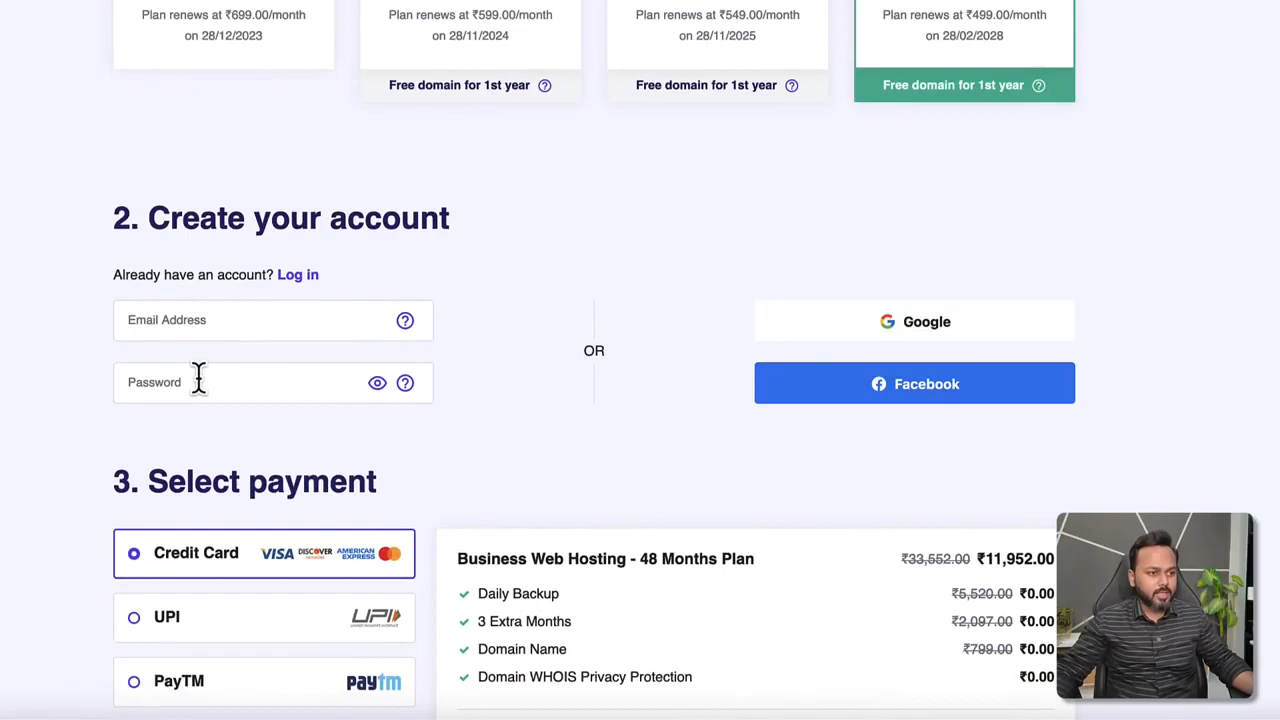 Plan renews at ₹699.00/month
on 28/12/2023
Plan renews at ₹599.00/month
on 28/11/2024
Plan renews at ₹549.00/month
on 28/11/2025
Plan renews at ₹499.00/month
on 28/02/2028
Free domain for 1st year
Free domain for 1st year
Free domain for 1st year
2. Create your account
Already have an account? Log in
Email Address
Password
OR
Google
Facebook
3. Select payment
Credit Card VISA DISCOVER AMERICAN EXPRESS
UPI UPI
PayTM paytm
Business Web Hosting - 48 Months Plan ₹33,552.00 ₹11,952.00
Daily Backup ₹5,520.00 ₹0.00
3 Extra Months ₹2,097.00 ₹0.00
Domain Name ₹799.00 ₹0.00
Domain WHOIS Privacy Protection ₹0.00